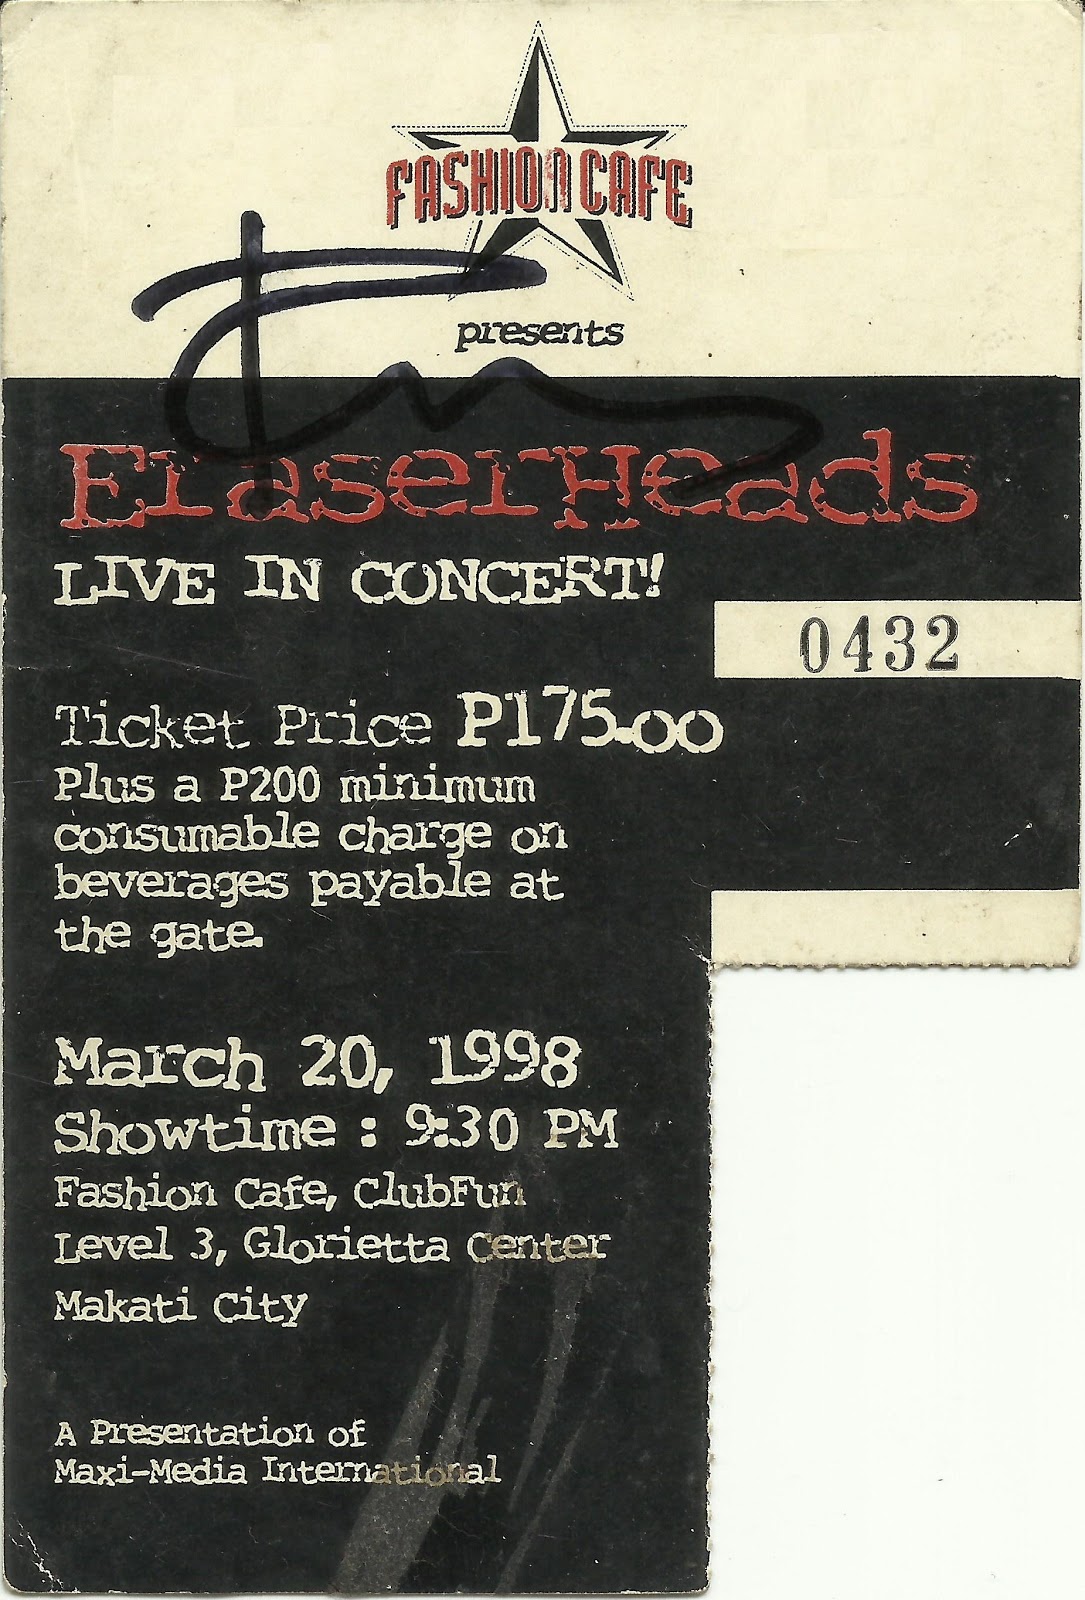 FASHION CAFE
presents
EraserHeads
LIVE IN CONCERT!
0432
Ticket Price P175.00
Plus a P200 minimum
consumable charge on
beverages payable at
the gate.
March 20, 1998
Showtime : 9:30 PM
Fashion Cafe, ClubFun
Level 3, Glorietta Center
Makati City
A Presentation of
Maxi-Media International